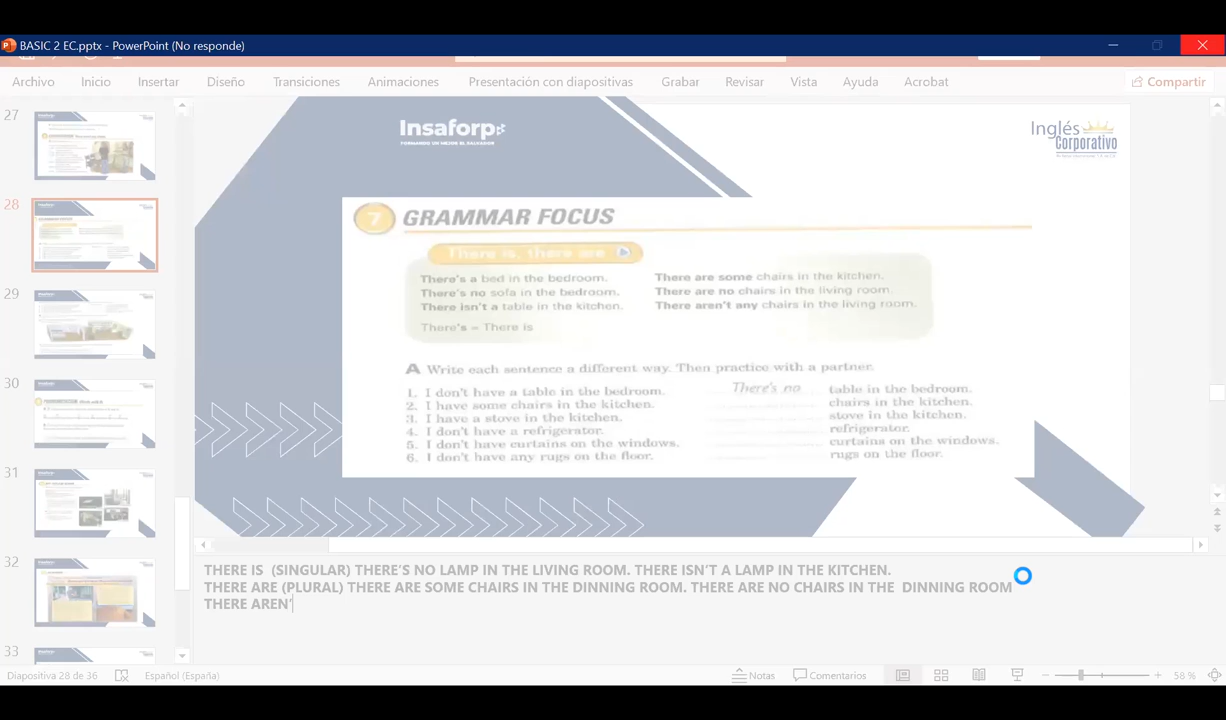 BASIC 2 EC.pptx - PowerPoint (No responde)
Archivo Inicio Insertar Diseño Transiciones Animaciones Presentación con diapositivas Grabar Revisar Vista Ayuda Acrobat Compartir
27
28
29
30
31
32
33
Insaforp
FORMANDO UN MEJOR EL SALVADOR
Inglés
Corporativo
7 GRAMMAR FOCUS
There is, there are
There's a bed in the bedroom. There are some chairs in the kitchen.
There's no sofa in the bedroom. There are no chairs in the living room.
There isn't a table in the kitchen. There aren't any chairs in the living room.
There's = There is
A Write each sentence a different way. Then practice with a partner.
1. I don't have a table in the bedroom. There's no table in the bedroom.
2. I have some chairs in the kitchen. chairs in the kitchen.
3. I have a stove in the kitchen. stove in the kitchen.
4. I don't have a refrigerator. refrigerator.
5. I don't have curtains on the windows. curtains on the windows.
6. I don't have any rugs on the floor. rugs on the floor.
THERE IS (SINGULAR) THERE'S NO LAMP IN THE LIVING ROOM. THERE ISN'T A LAMP IN THE KITCHEN.
THERE ARE (PLURAL) THERE ARE SOME CHAIRS IN THE DINNING ROOM. THERE ARE NO CHAIRS IN THE DINNING ROOM
THERE AREN'
Diapositiva 28 de 36 Español (España) Notas Comentarios 58 %